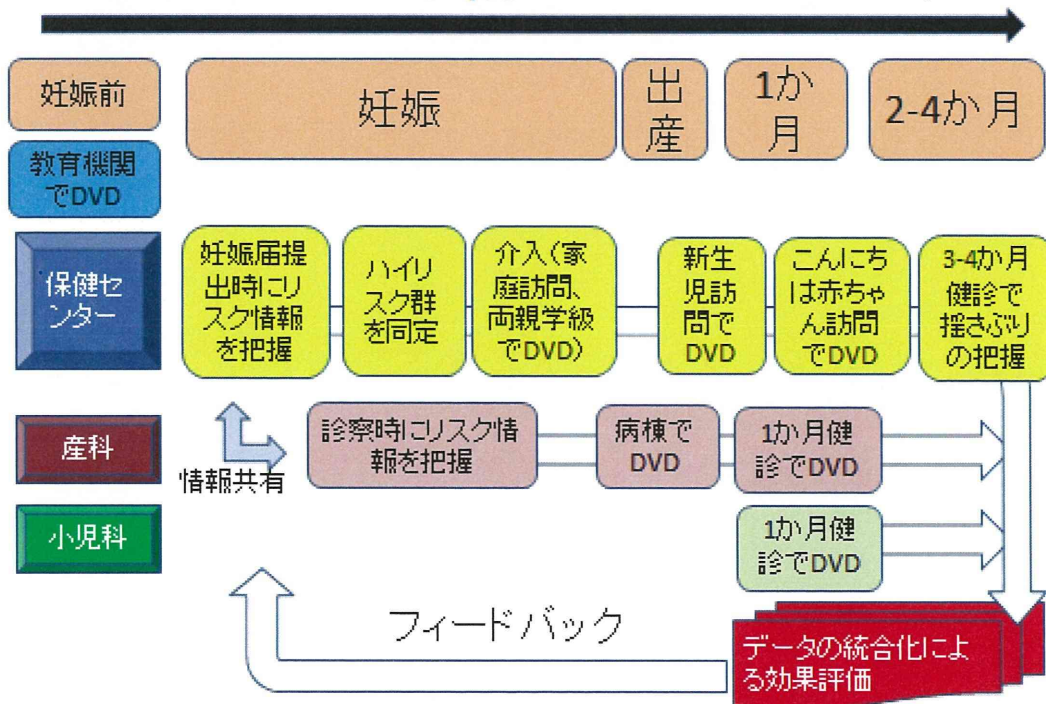 妊娠前
妊娠
出
産
1か
月
2-4か月
教育機関
でDVD
保健セ
ンター
妊娠届提
出時にリ
スク情報
を把握
ハイリ
スク群
を同定
介入(家
庭訪問、
両親学級
でDVD)
新生
児訪
問で
DVD
こんにち
は赤ちゃ
ん訪問
でDVD
3-4か月
健診で
揺さぶり
の把握
産科
情報共有
診察時にリスク情
報を把握
病棟で
DVD
1か月健
診でDVD
小児科
1か月健
診でDVD
フィードバック
データの統合化によ
る効果評価